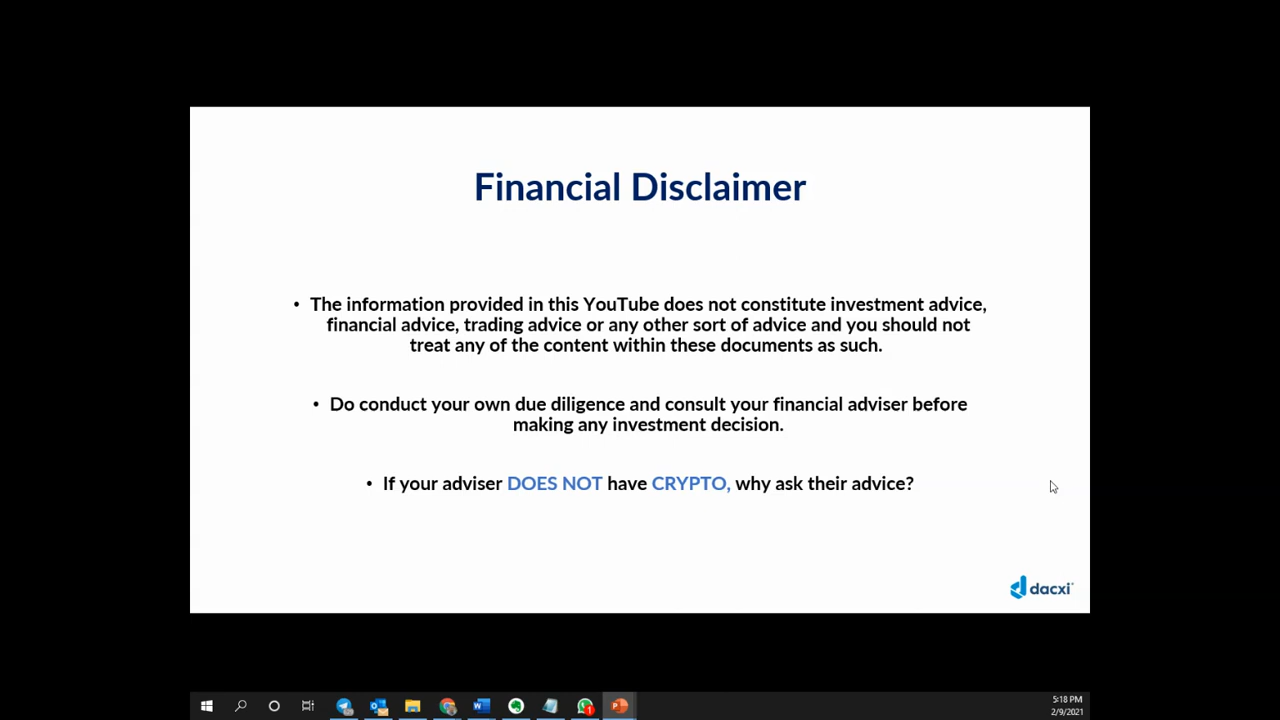 Financial Disclaimer
• The information provided in this YouTube does not constitute investment advice,
financial advice, trading advice or any other sort of advice and you should not
treat any of the content within these documents as such.
• Do conduct your own due diligence and consult your financial adviser before
making any investment decision.
• If your adviser DOES NOT have CRYPTO, why ask their advice?
dacxi
5:18 PM
2/9/2021